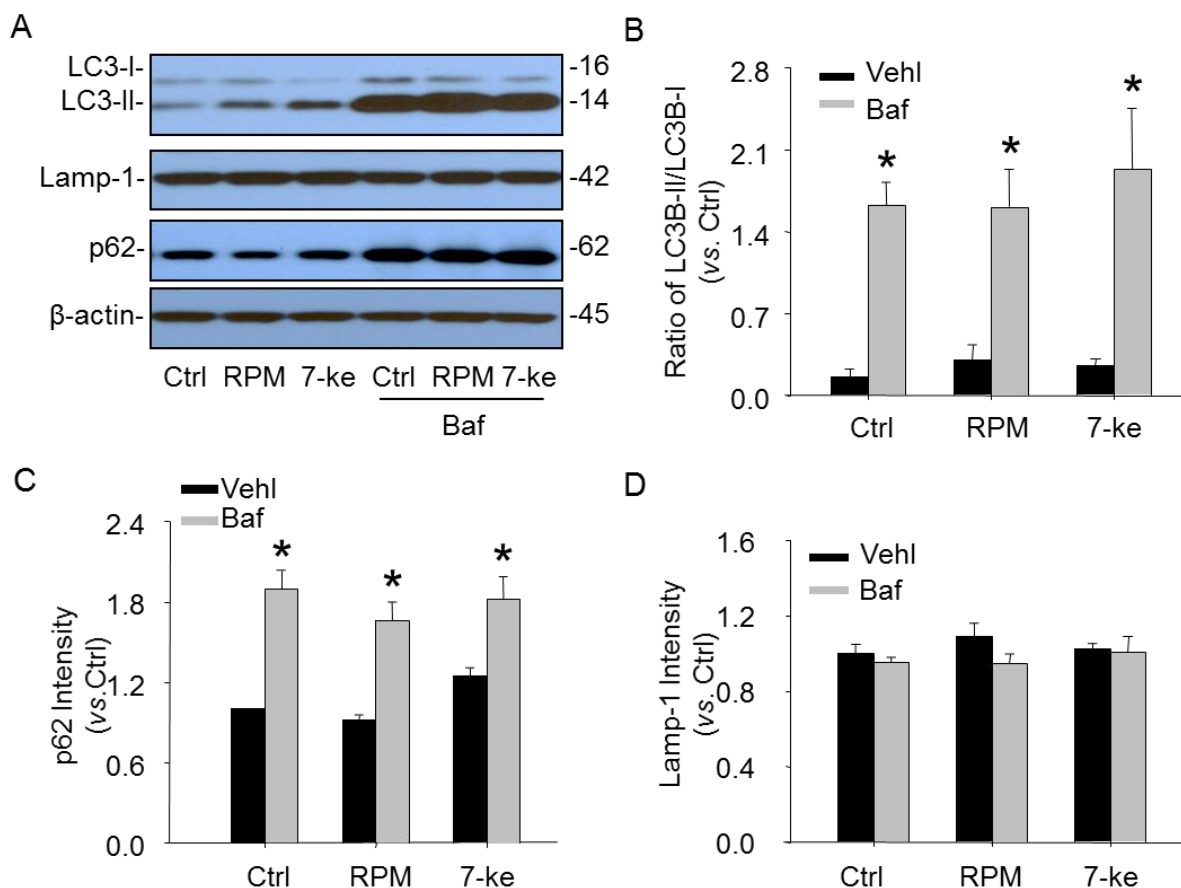 A
LC3-I-
-16
LC3-II-
-14
Lamp-1-
-42
p62-
-62
β-actin-
-45
Ctrl RPM 7-ke Ctrl RPM 7-ke
Baf
B
Vehl
Baf
Ratio of LC3B-II/LC3B-I
(vs. Ctrl)
2.8
2.1
1.4
0.7
0.0
* * *
Ctrl RPM 7-ke
C
Vehl
Baf
p62 Intensity
(vs.Ctrl)
2.4
1.8
1.2
0.6
0.0
* * *
Ctrl RPM 7-ke
D
Vehl
Baf
Lamp-1 Intensity
(vs. Ctrl)
1.6
1.2
0.8
0.4
0.0
Ctrl RPM 7-ke